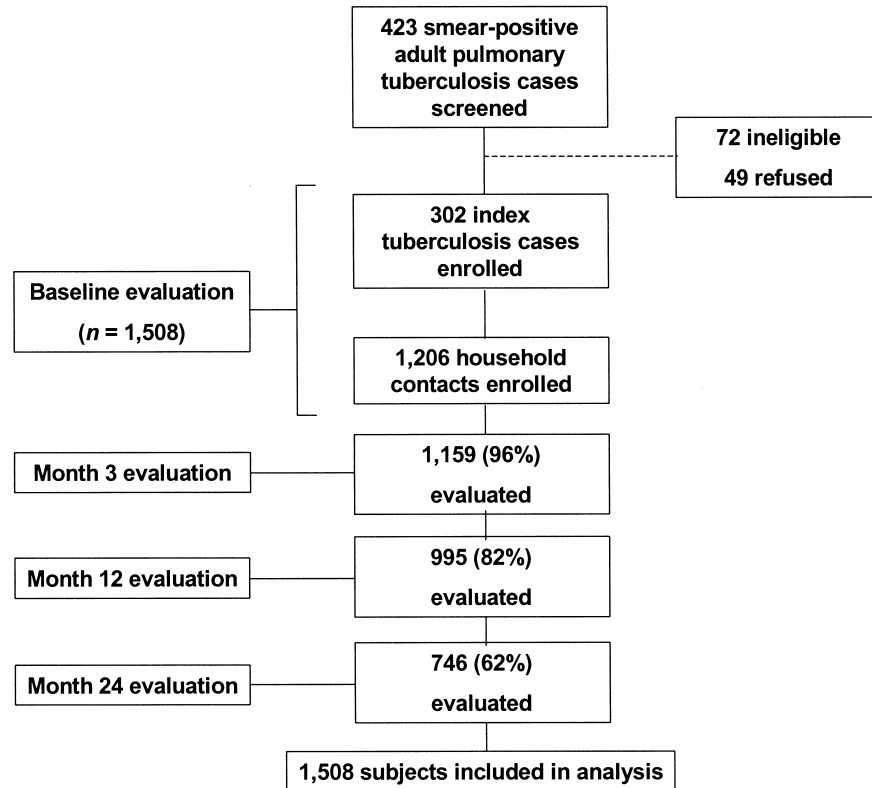 423 smear-positive
adult pulmonary
tuberculosis cases
screened
72 ineligible
49 refused
302 index
tuberculosis cases
enrolled
Baseline evaluation
(n = 1,508)
1,206 household
contacts enrolled
Month 3 evaluation
1,159 (96%)
evaluated
Month 12 evaluation
995 (82%)
evaluated
Month 24 evaluation
746 (62%)
evaluated
1,508 subjects included in analysis